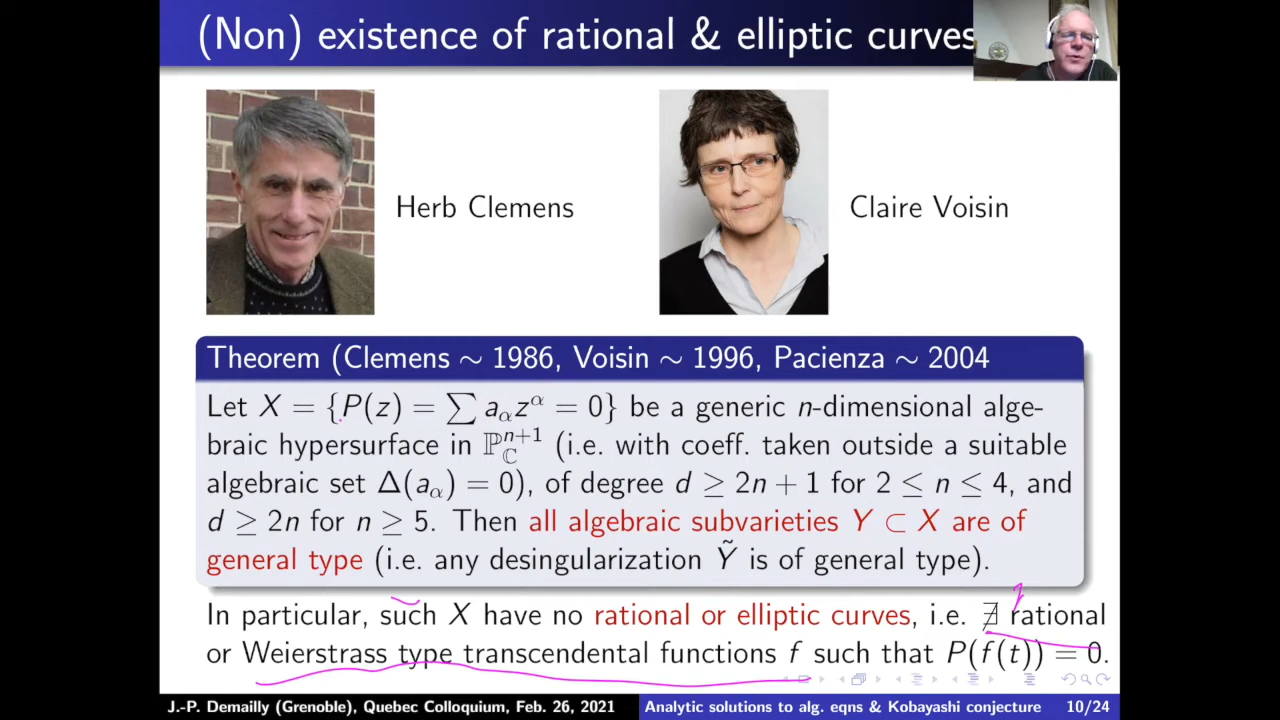 (Non) existence of rational & elliptic curves
Herb Clemens
Claire Voisin
Theorem (Clemens ∼ 1986, Voisin ∼ 1996, Pacienza ∼ 2004
Let X = {P(z) = ∑ a_α z^α = 0} be a generic n-dimensional alge-
braic hypersurface in ℙ^{n+1}_ℂ (i.e. with coeff. taken outside a suitable
algebraic set Δ(a_α) = 0), of degree d ≥ 2n + 1 for 2 ≤ n ≤ 4, and
d ≥ 2n for n ≥ 5. Then all algebraic subvarieties Y ⊂ X are of
general type (i.e. any desingularization Ỹ is of general type).
In particular, such X have no rational or elliptic curves, i.e. ∄ rational
or Weierstrass type transcendental functions f such that P(f(t)) = 0.
J.-P. Demailly (Grenoble), Quebec Colloquium, Feb. 26, 2021
Analytic solutions to alg. eqns & Kobayashi conjecture
10/24